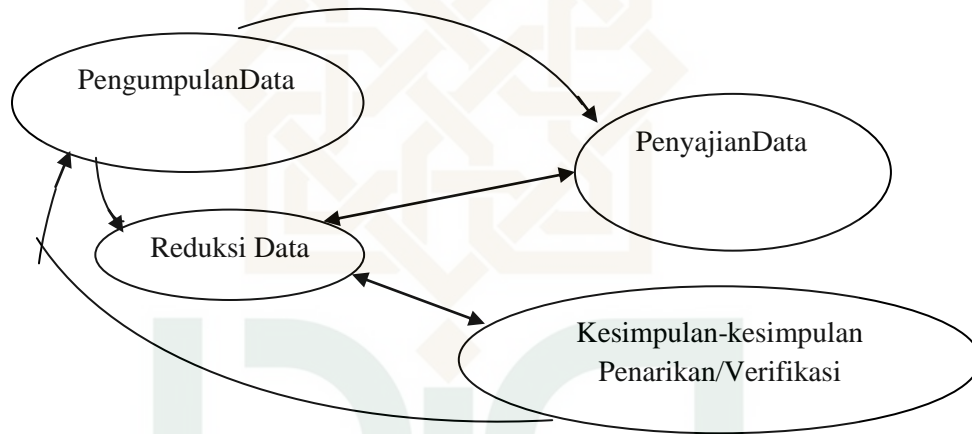 PengumpulanData
PenyajianData
Reduksi Data
Kesimpulan-kesimpulan
Penarikan/Verifikasi